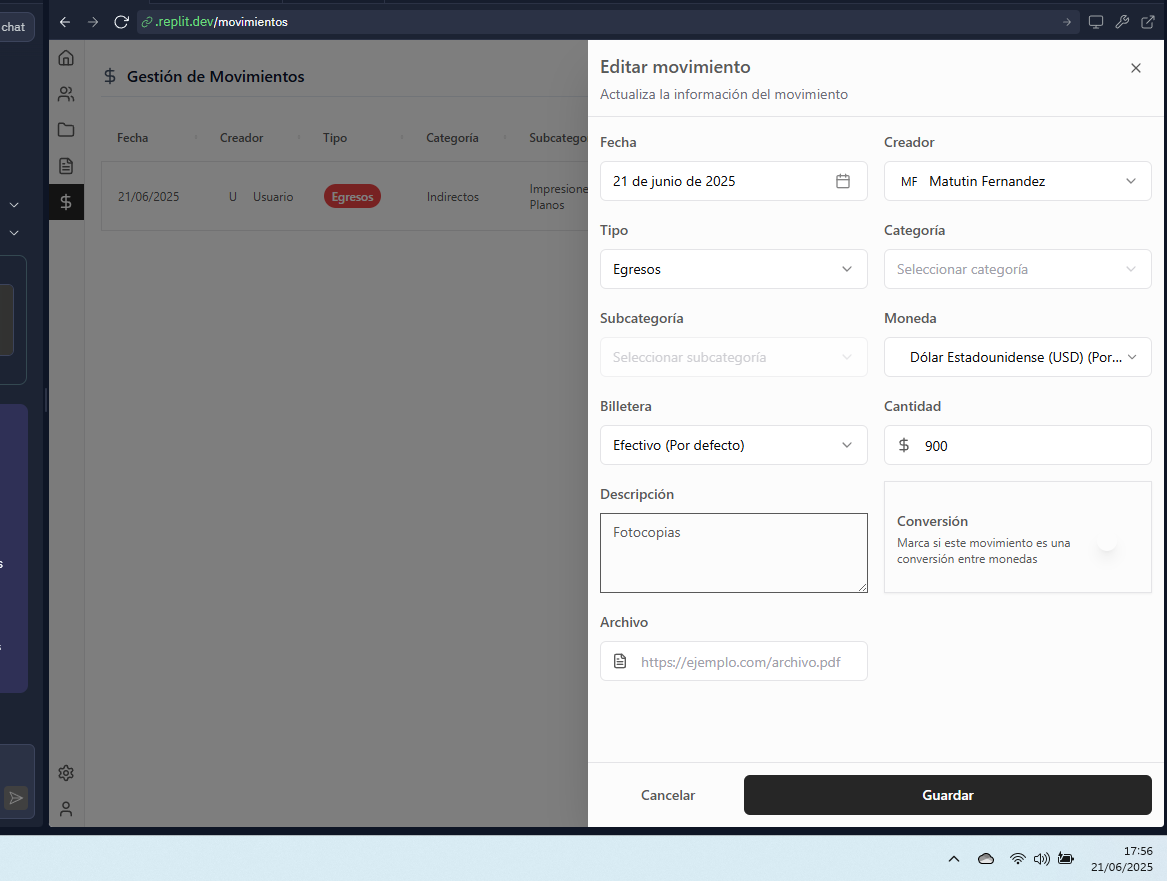 chat
.replit.dev/movimientos
Gestión de Movimientos
Fecha
Creador
Tipo
Categoría
21/06/2025
U
Usuario
Egresos
Indirectos
Planos
Editar movimiento
Actualiza la información del movimiento
Fecha
Creador
21 de junio de 2025
MF Matutin Fernandez
Tipo
Categoría
Egresos
Seleccionar categoría
Subcategoría
Moneda
Seleccionar subcategoría
Dólar Estadounidense (USD) (Por...
Billetera
Cantidad
Efectivo (Por defecto)
$ 900
Descripción
Fotocopias
Conversión
Marca si este movimiento es una
conversión entre monedas
Archivo
https://ejemplo.com/archivo.pdf
Cancelar
Guardar
17:56
21/06/2025